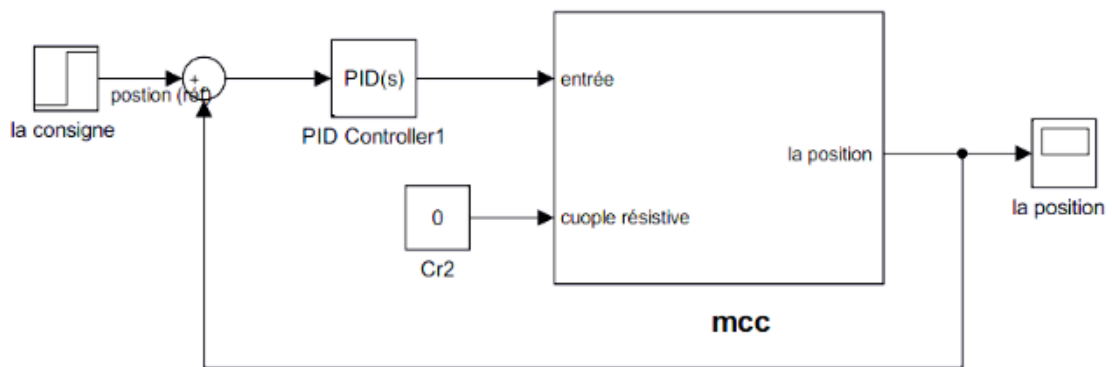 la consigne
postion (réf)
+
PID(s)
PID Controller1
entrée
la position
la position
0
cuople résistive
Cr2
mcc